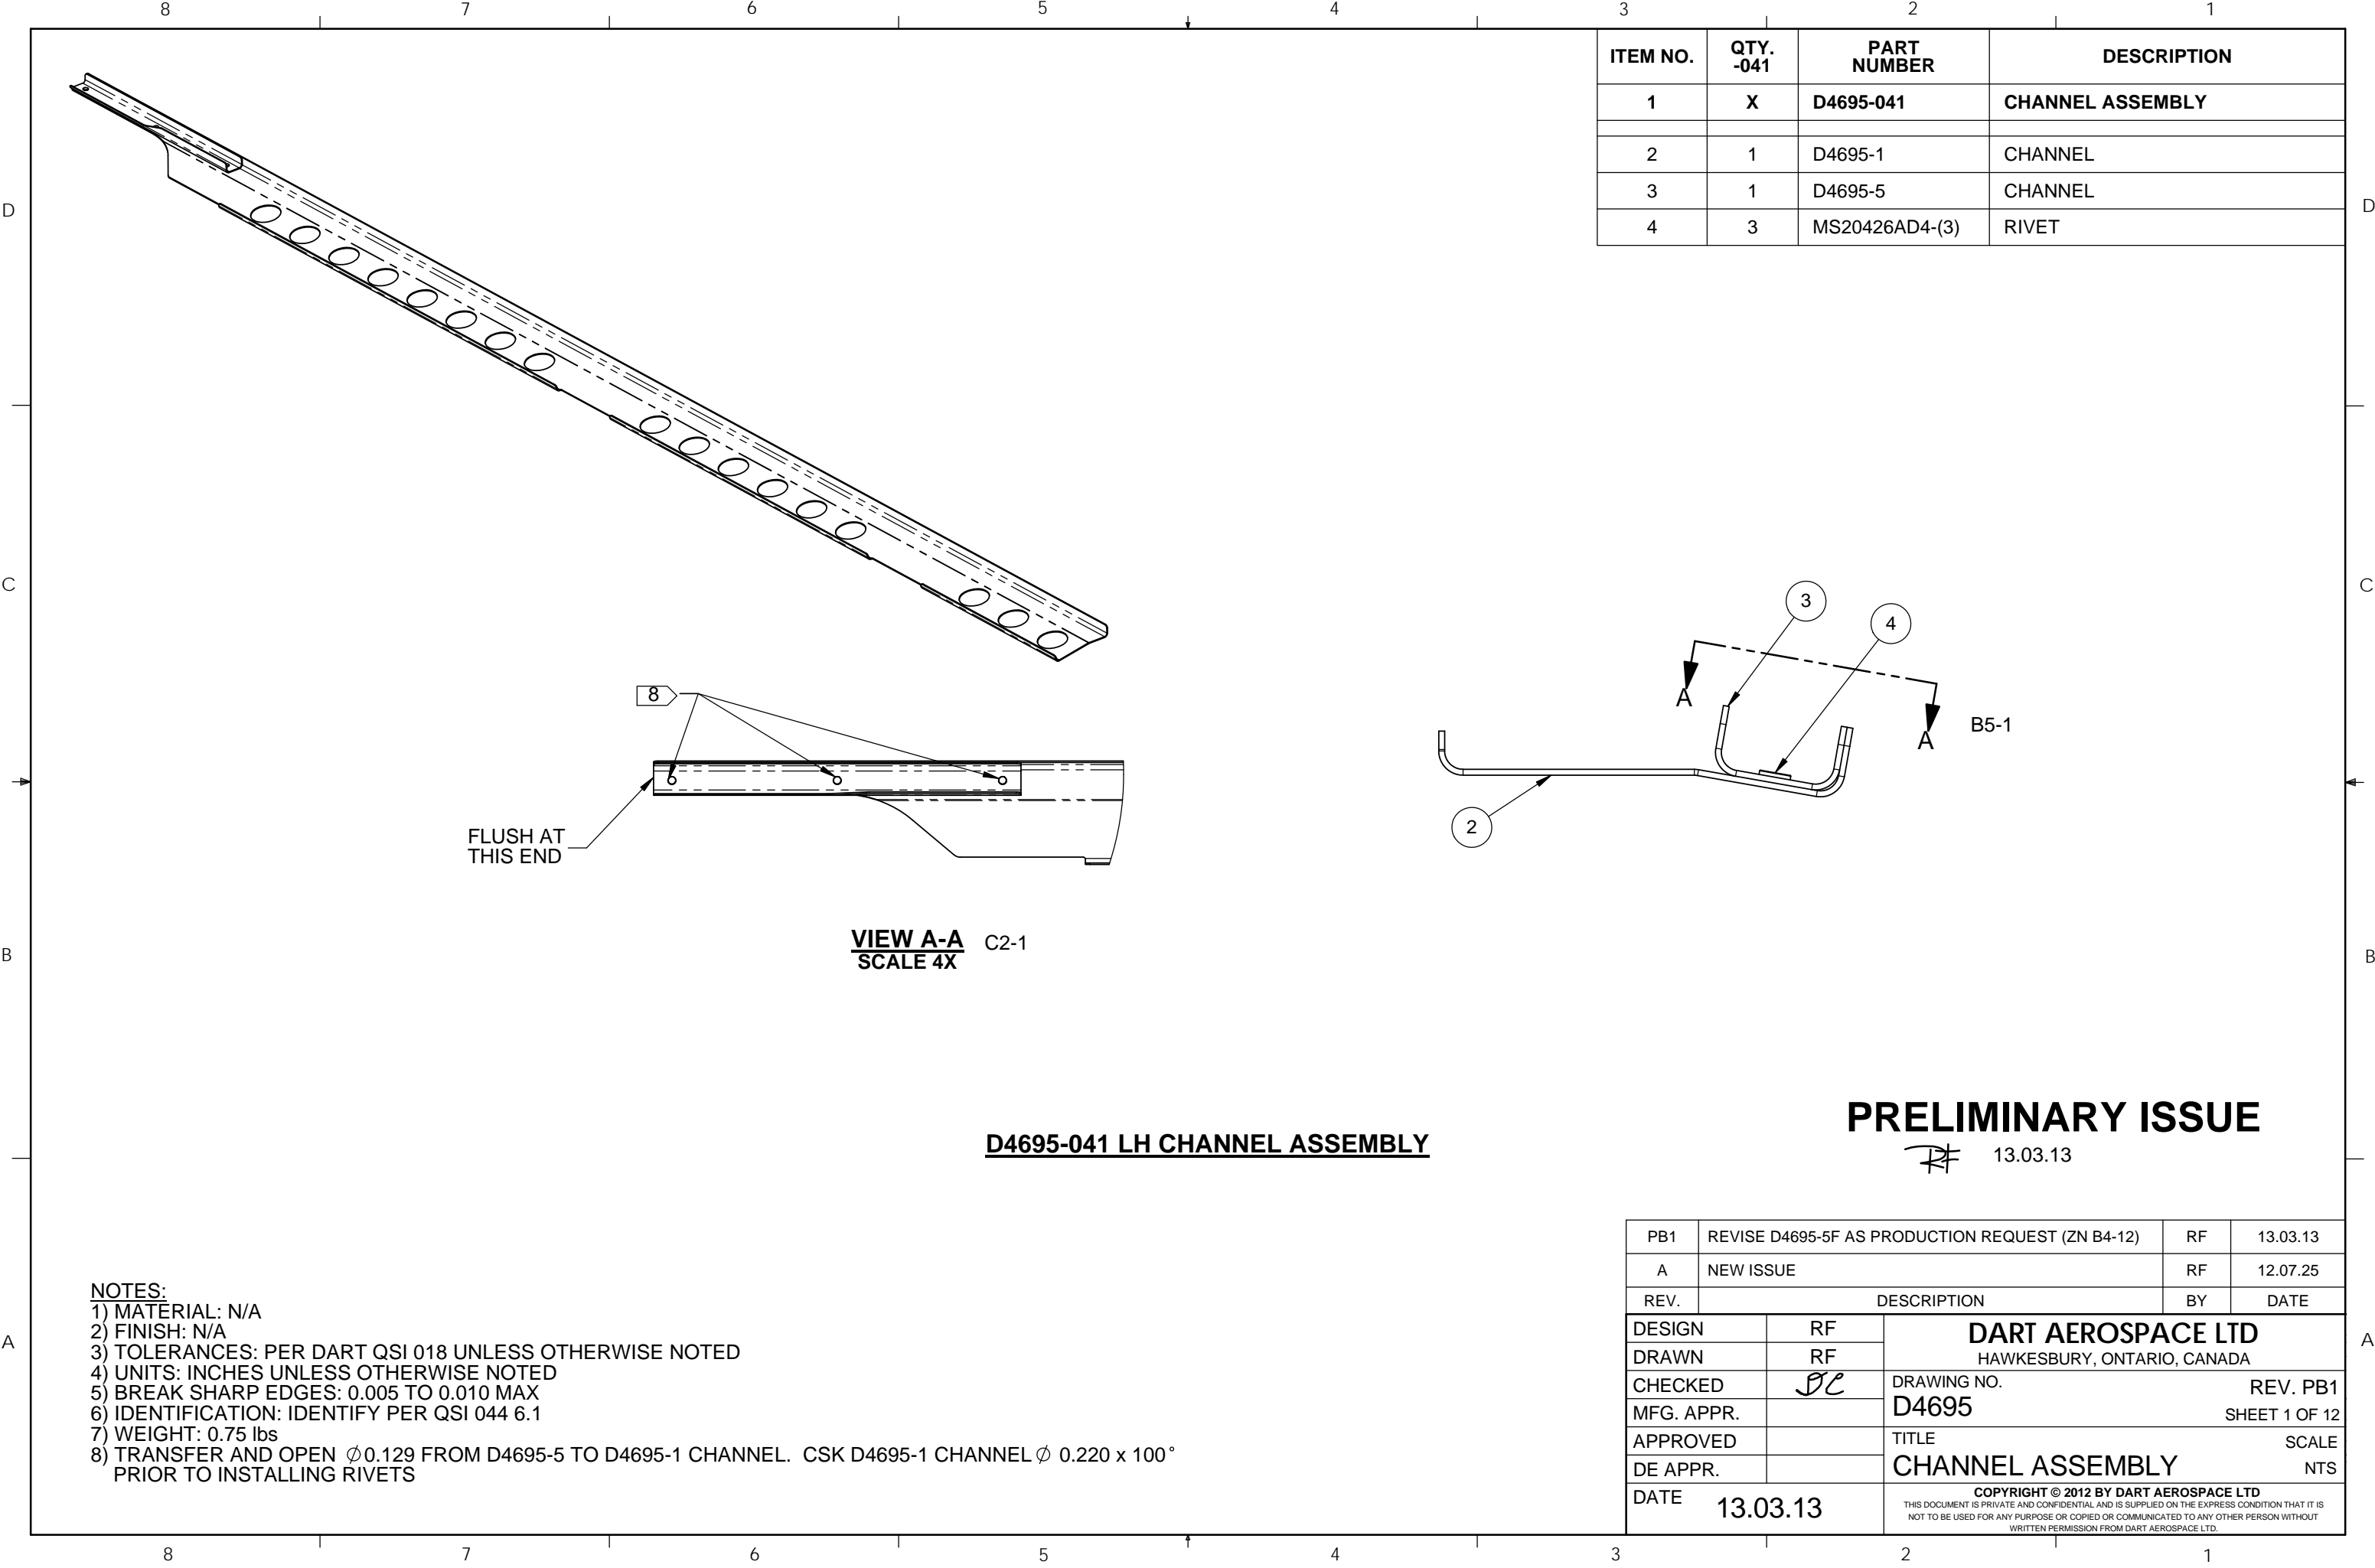 8 7 6 5 4 3 2 1
ITEM NO. QTY. -041 PART NUMBER DESCRIPTION
1 X D4695-041 CHANNEL ASSEMBLY
2 1 D4695-1 CHANNEL
3 1 D4695-5 CHANNEL
4 3 MS20426AD4-(3) RIVET
D D
C C
3
4
8
A
A
B5-1
2
FLUSH AT
THIS END
VIEW A-A C2-1
SCALE 4X
B B
PRELIMINARY ISSUE
RF 13.03.13
D4695-041 LH CHANNEL ASSEMBLY
PB1 REVISE D4695-5F AS PRODUCTION REQUEST (ZN B4-12) RF 13.03.13
A NEW ISSUE RF 12.07.25
REV. DESCRIPTION BY DATE
NOTES:
1) MATERIAL: N/A
2) FINISH: N/A
3) TOLERANCES: PER DART QSI 018 UNLESS OTHERWISE NOTED
4) UNITS: INCHES UNLESS OTHERWISE NOTED
5) BREAK SHARP EDGES: 0.005 TO 0.010 MAX
6) IDENTIFICATION: IDENTIFY PER QSI 044 6.1
7) WEIGHT: 0.75 lbs
8) TRANSFER AND OPEN ∅0.129 FROM D4695-5 TO D4695-1 CHANNEL. CSK D4695-1 CHANNEL ∅ 0.220 x 100°
PRIOR TO INSTALLING RIVETS
A A
DESIGN RF
DRAWN RF
CHECKED DC
MFG. APPR.
APPROVED
DE APPR.
DATE 13.03.13
DART AEROSPACE LTD
HAWKESBURY, ONTARIO, CANADA
DRAWING NO. REV. PB1
D4695 SHEET 1 OF 12
TITLE SCALE
CHANNEL ASSEMBLY NTS
COPYRIGHT © 2012 BY DART AEROSPACE LTD
THIS DOCUMENT IS PRIVATE AND CONFIDENTIAL AND IS SUPPLIED ON THE EXPRESS CONDITION THAT IT IS
NOT TO BE USED FOR ANY PURPOSE OR COPIED OR COMMUNICATED TO ANY OTHER PERSON WITHOUT
WRITTEN PERMISSION FROM DART AEROSPACE LTD.
8 7 6 5 4 3 2 1